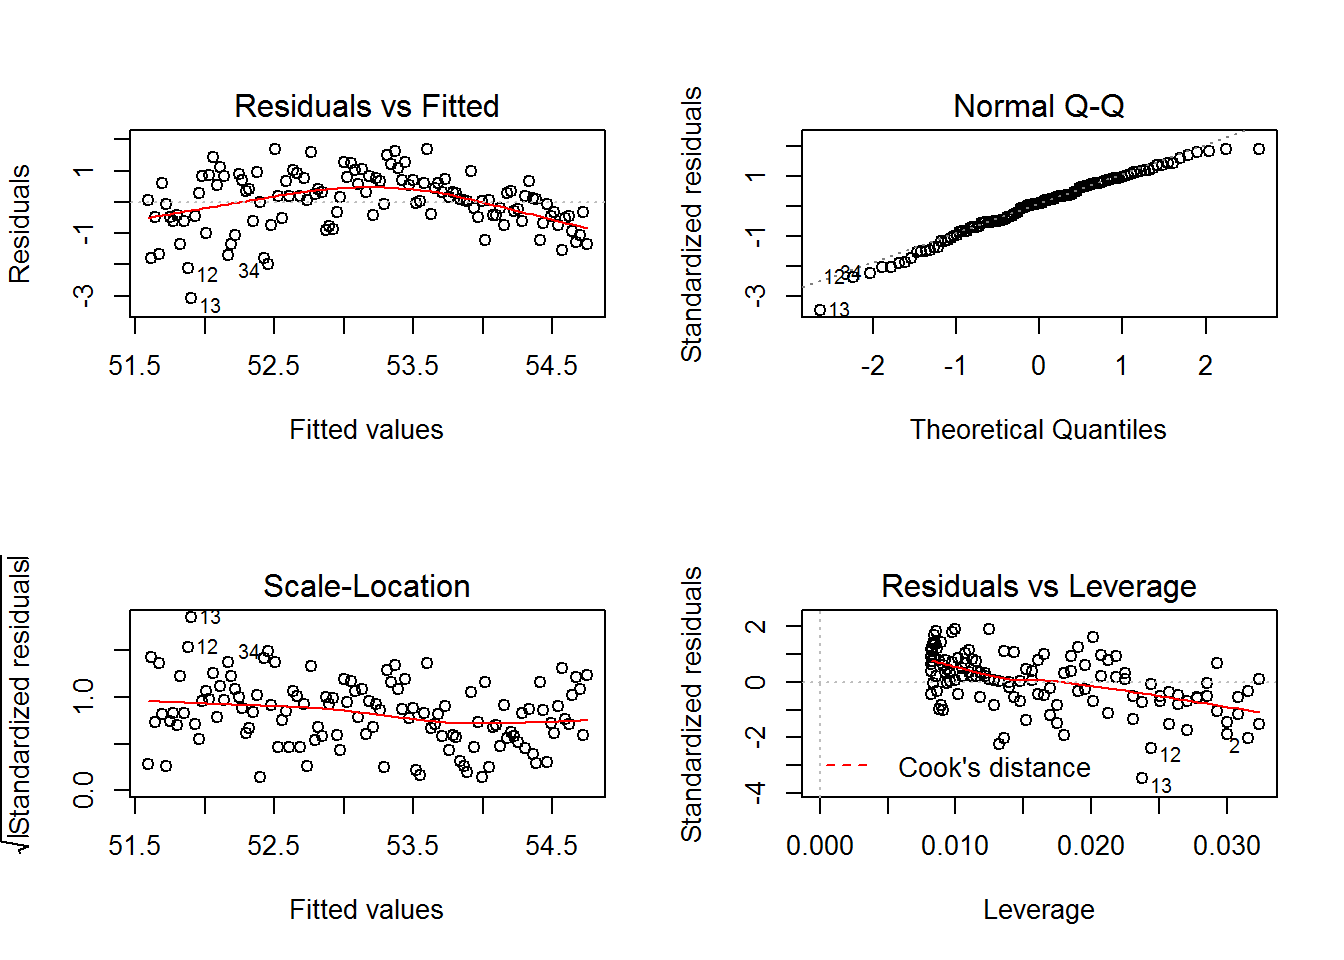 Residuals vs Fitted
Residuals
1
-1
-3
12
34
13
51.5 52.5 53.5 54.5
Fitted values
Normal Q-Q
Standardized residuals
1
-1
-3
12
34
13
-2 -1 0 1 2
Theoretical Quantiles
Scale-Location
√|Standardized residuals|
1.0
0.0
13
12
34
51.5 52.5 53.5 54.5
Fitted values
Residuals vs Leverage
Standardized residuals
2
0
-2
-4
2
12
Cook's distance
13
0.000 0.010 0.020 0.030
Leverage